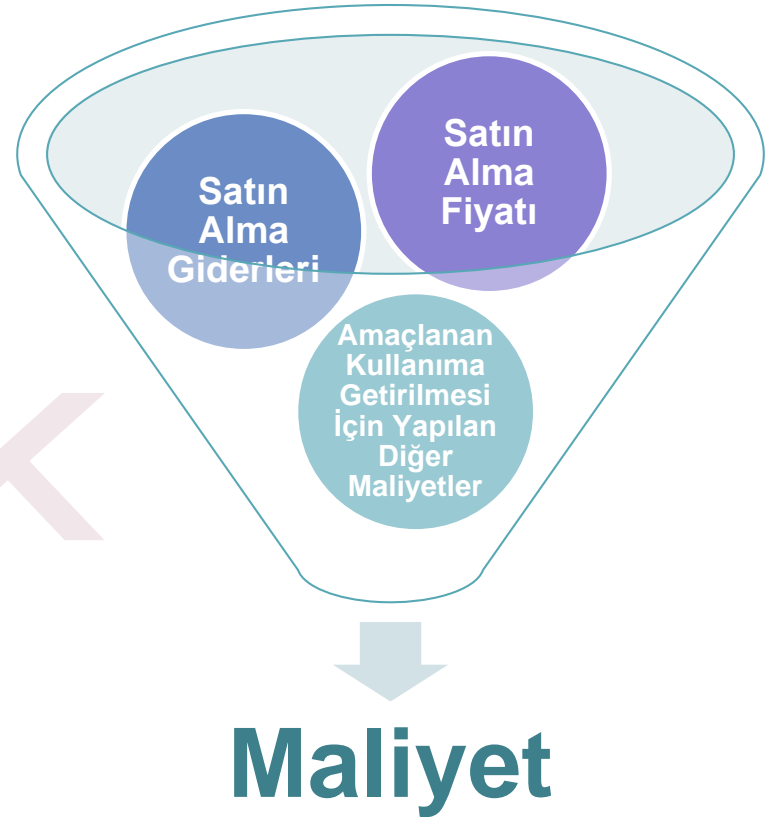 Satın
Alma
Giderleri
Satın
Alma
Fiyatı
Amaçlanan
Kullanıma
Getirilmesi
İçin Yapılan
Diğer
Maliyetler
K
Maliyet